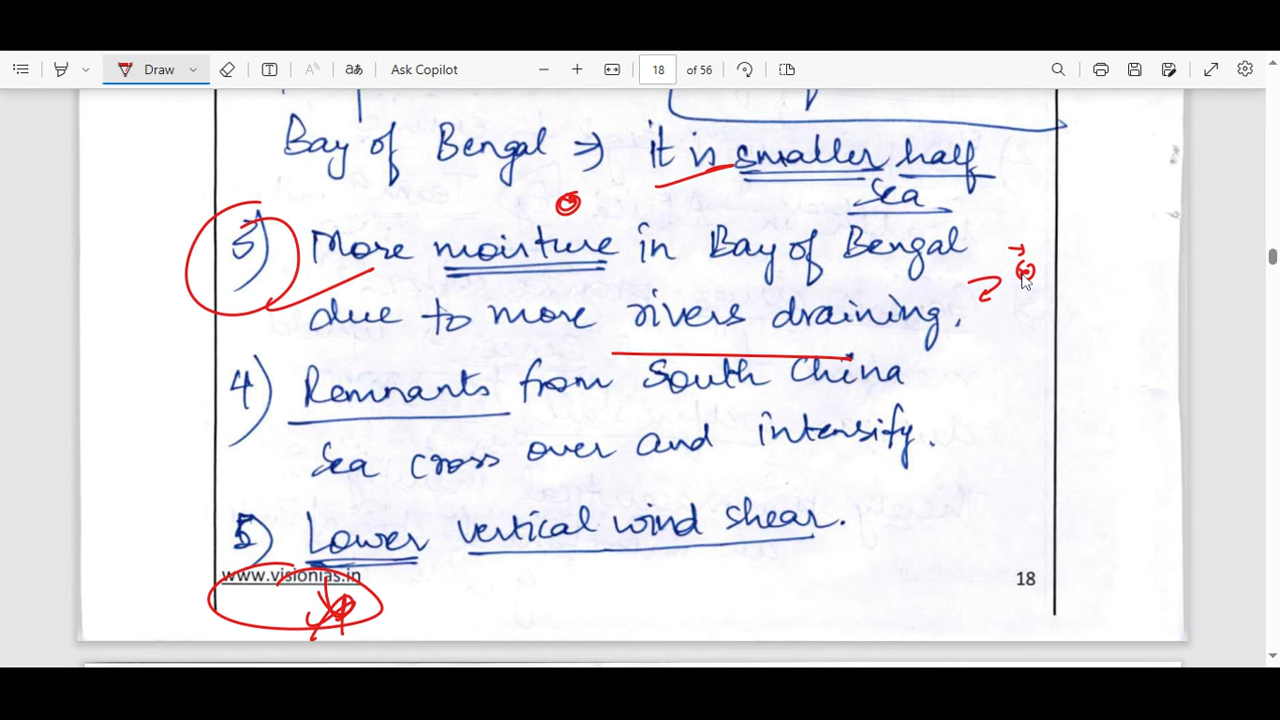 Draw
Ask Copilot
18 of 56
Bay of Bengal ⇒ it is smaller half
sea
3) More moisture in Bay of Bengal
due to more rivers draining.
4) Remnants from South China
Sea cross over and intensify.
5) Lower vertical wind shear.
www.visionias.in
18